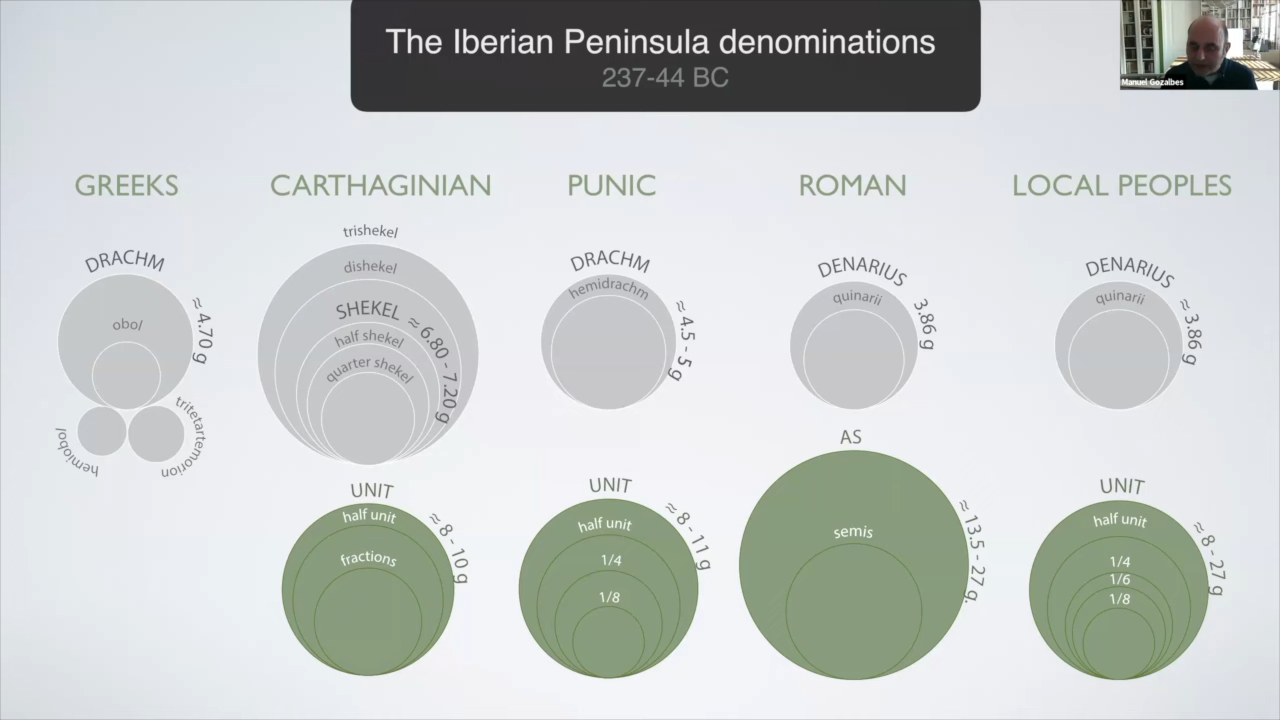 The Iberian Peninsula denominations
237-44 BC
Manuel Gozalbes
GREEKS
DRACHM
obol
≈ 4.70 g
hemiobol
tritetartemorion
CARTHAGINIAN
trishekel
dishekel
SHEKEL ≈ 6.80 - 7.20 g
half shekel
quarter shekel
UNIT
half unit
fractions
≈ 8 - 10 g
PUNIC
DRACHM
hemidrachm
≈ 4.5 - 5 g
UNIT
half unit
1/4
1/8
≈ 8 - 11 g
ROMAN
DENARIUS
quinarii
3.86 g
AS
semis
≈ 13.5 - 27 g.
LOCAL PEOPLES
DENARIUS
quinarii
≈ 3.86 g
UNIT
half unit
1/4
1/6
1/8
≈ 8 - 27 g